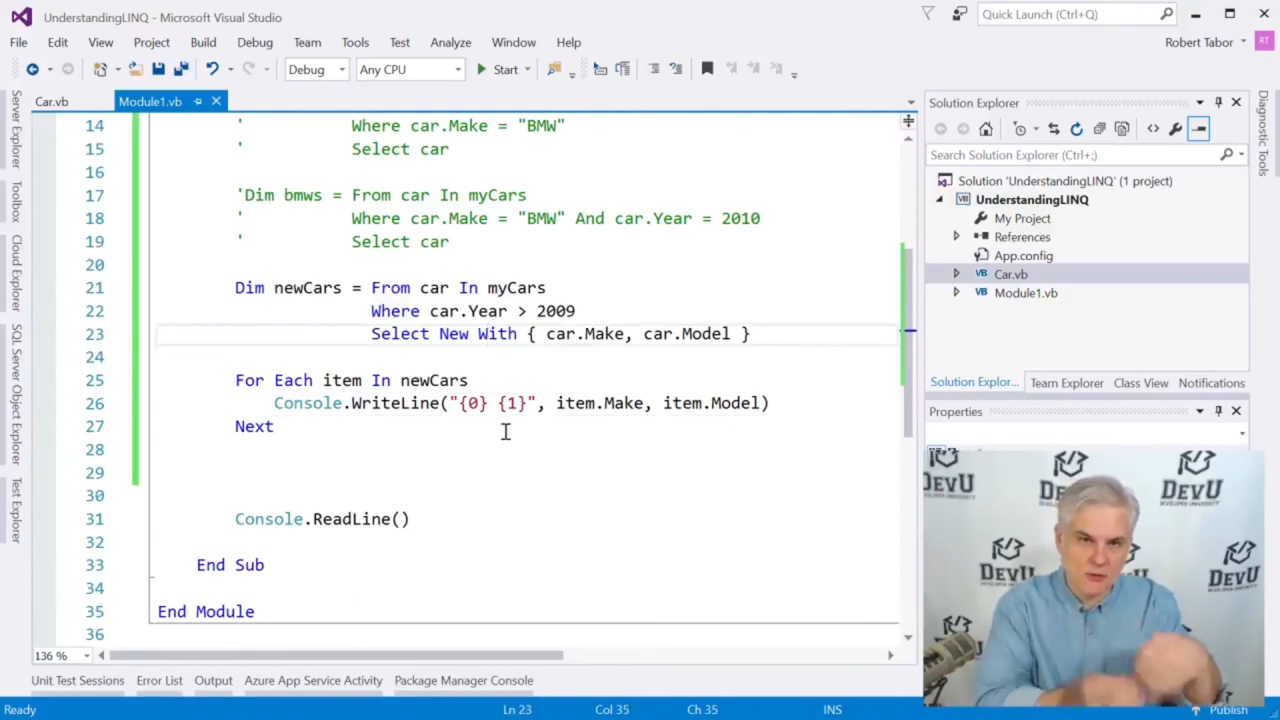 UnderstandingLINQ - Microsoft Visual Studio
Quick Launch (Ctrl+Q)
File Edit View Project Build Debug Team Tools Test Analyze Window Help
Robert Tabor RT
Debug Any CPU Start
Car.vb Module1.vb
Server Explorer
Toolbox
Cloud Explorer
SQL Server Object Explorer
Test Explorer
14 ' Where car.Make = "BMW"
15 ' Select car
16
17 'Dim bmws = From car In myCars
18 ' Where car.Make = "BMW" And car.Year = 2010
19 ' Select car
20
21 Dim newCars = From car In myCars
22 Where car.Year > 2009
23 Select New With { car.Make, car.Model }
24
25 For Each item In newCars
26 Console.WriteLine("{0} {1}", item.Make, item.Model)
27 Next
28
29
30
31 Console.ReadLine()
32
33 End Sub
34
35 End Module
36
136 %
Solution Explorer
Search Solution Explorer (Ctrl+;)
Solution 'UnderstandingLINQ' (1 project)
UnderstandingLINQ
My Project
References
App.config
VB Car.vb
VB Module1.vb
Solution Explor... Team Explorer Class View Notifications
Properties
Diagnostic Tools
DEVU
DEVELOPER UNIVERSITY
DEVU
DEVU
DEVU
Unit Test Sessions Error List Output Azure App Service Activity Package Manager Console
Ready Ln 23 Col 35 Ch 35 INS Publish